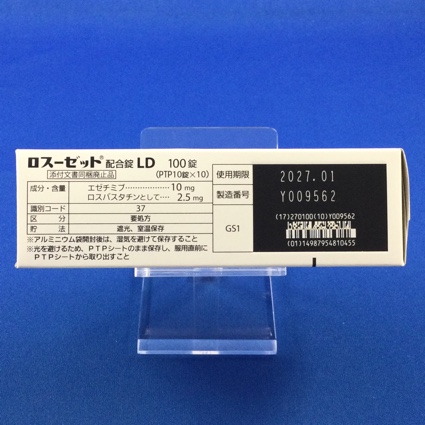 ロスーゼット® 配合錠 LD 100錠
添付文書同梱廃止品 (PTP10錠×10)
成分・含量 エゼチミブ………………10 mg
ロスバスタチンとして…… 2.5 mg
識別コード 37
区分 要処方
貯法 遮光、室温保存
※アルミニウム袋開封後は、湿気を避けて保存すること
※光を避けるため、PTPシートのまま保存し、服用直前に
PTPシートから取り出すこと
使用期限 2027.01
製造番号 Y009562
GS1
(17)270100(10)Y009562
(01)14987954810455